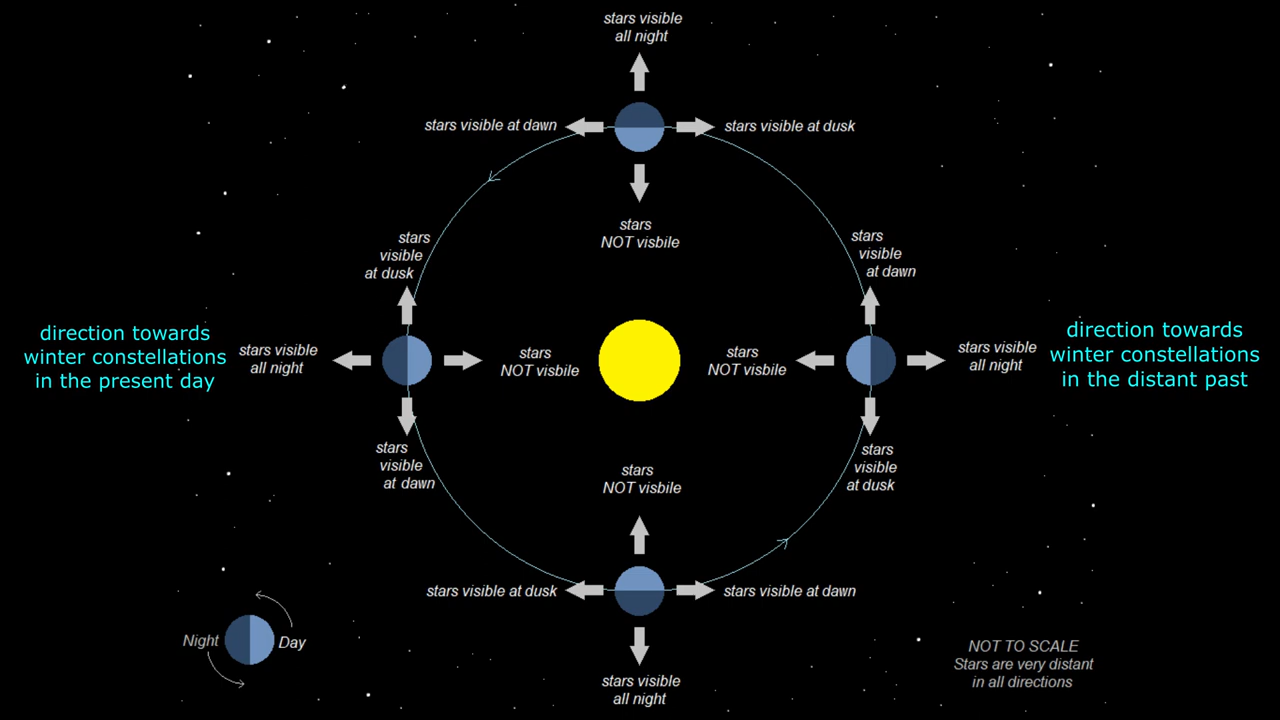 stars visible
all night
stars visible at dawn
stars visible at dusk
stars
NOT visbile
stars
visible
at dusk
stars
visible
at dawn
direction towards
winter constellations
in the present day
stars visible
all night
stars
NOT visbile
stars
NOT visbile
stars visible
all night
direction towards
winter constellations
in the distant past
stars
visible
at dawn
stars
visible
at dusk
stars
NOT visbile
stars visible at dusk
stars visible at dawn
Night
Day
stars visible
all night
NOT TO SCALE
Stars are very distant
in all directions